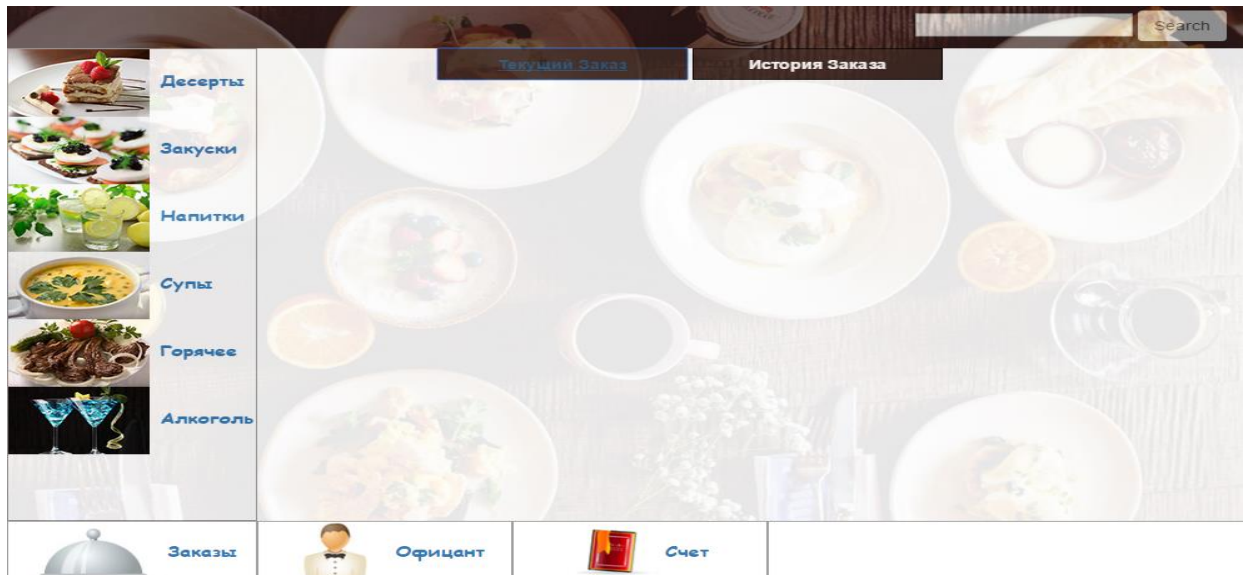 Search
Текущий Заказ
История Заказа
Десерты
Закуски
Напитки
Супы
Горячее
Алкоголь
Заказы
Официант
Счет